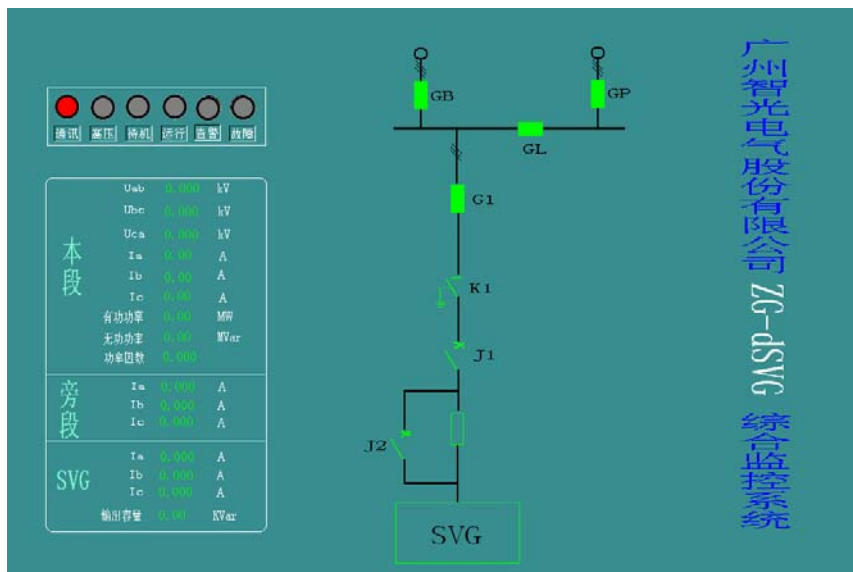 通讯 高压 待机 运行 告警 故障
本段
Uab 0.000 kV
Ubc 0.000 kV
Uca 0.000 kV
Ia 0.00 A
Ib 0.00 A
Ic 0.00 A
有功功率 0.00 MW
无功功率 0.00 MVar
功率因数 0.000
旁段
Ia 0.000 A
Ib 0.000 A
Ic 0.000 A
SVG
Ia 0.000 A
Ib 0.000 A
Ic 0.000 A
输出容量 0.00 KVar
GB
GP
GL
G1
K1
J1
J2
SVG
广州智光电气股份有限公司 ZG-dSVG 综合监控系统